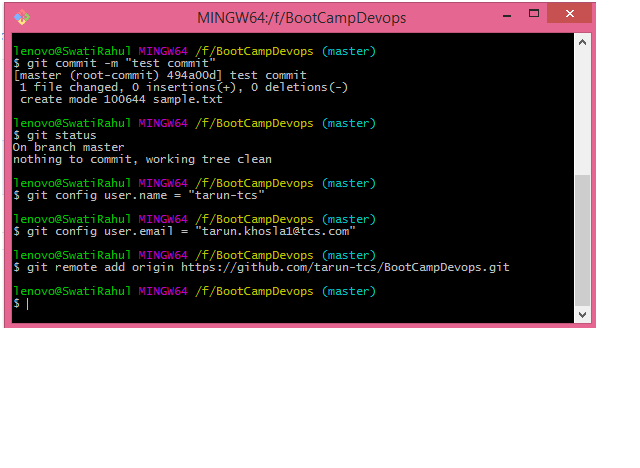 MINGW64:/f/BootCampDevops
lenovo@SwatiRahul MINGW64 /f/BootCampDevops (master)
$ git commit -m "test commit"
[master (root-commit) 494a00d] test commit
 1 file changed, 0 insertions(+), 0 deletions(-)
 create mode 100644 sample.txt
lenovo@SwatiRahul MINGW64 /f/BootCampDevops (master)
$ git status
On branch master
nothing to commit, working tree clean
lenovo@SwatiRahul MINGW64 /f/BootCampDevops (master)
$ git config user.name = "tarun-tcs"
lenovo@SwatiRahul MINGW64 /f/BootCampDevops (master)
$ git config user.email = "tarun.khosla1@tcs.com"
lenovo@SwatiRahul MINGW64 /f/BootCampDevops (master)
$ git remote add origin https://github.com/tarun-tcs/BootCampDevops.git
lenovo@SwatiRahul MINGW64 /f/BootCampDevops (master)
$